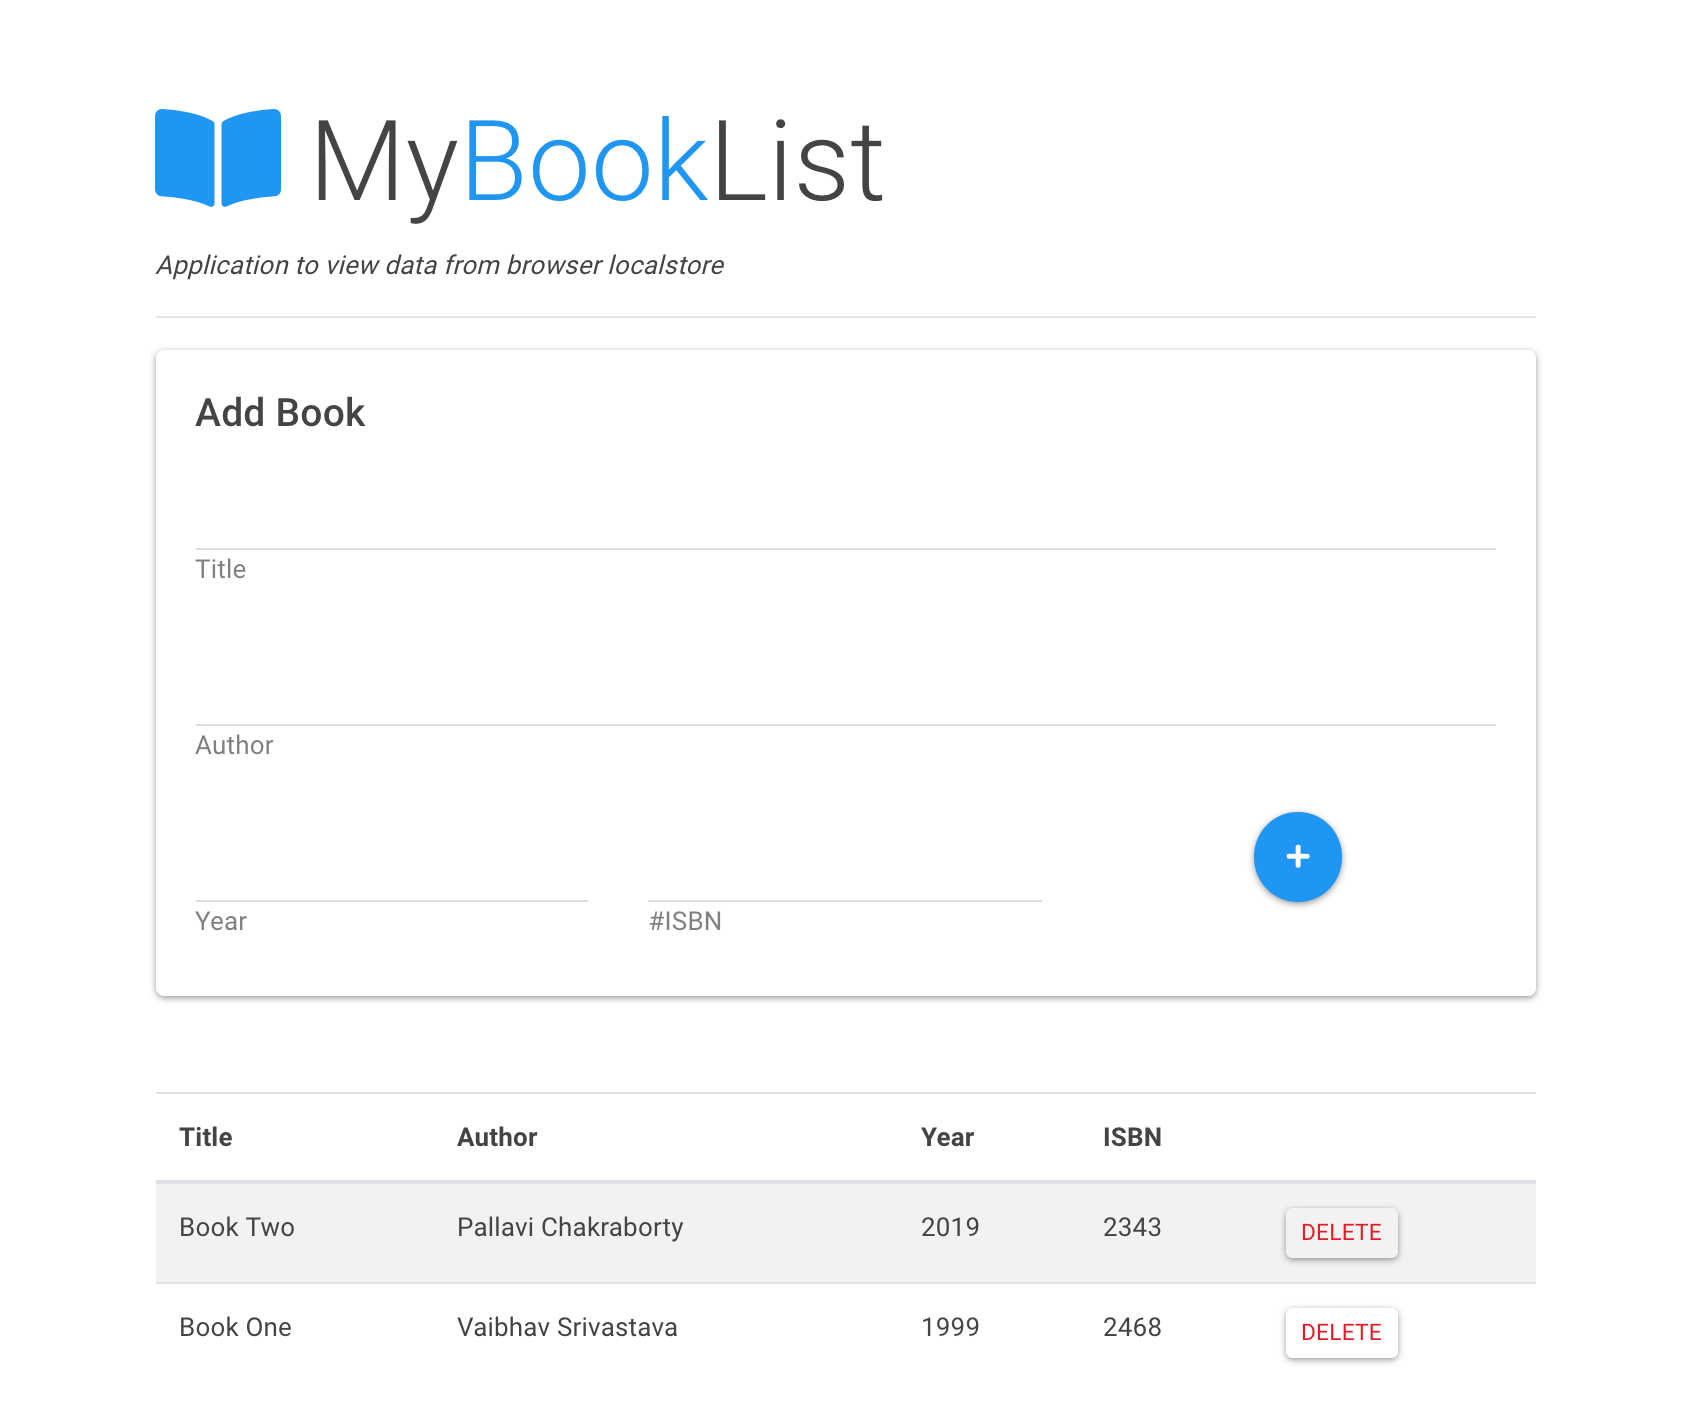 MyBookList
Application to view data from browser localstore
Add Book
Title
Author
+
Year #ISBN
Title Author Year ISBN
Book Two Pallavi Chakraborty 2019 2343 DELETE
Book One Vaibhav Srivastava 1999 2468 DELETE